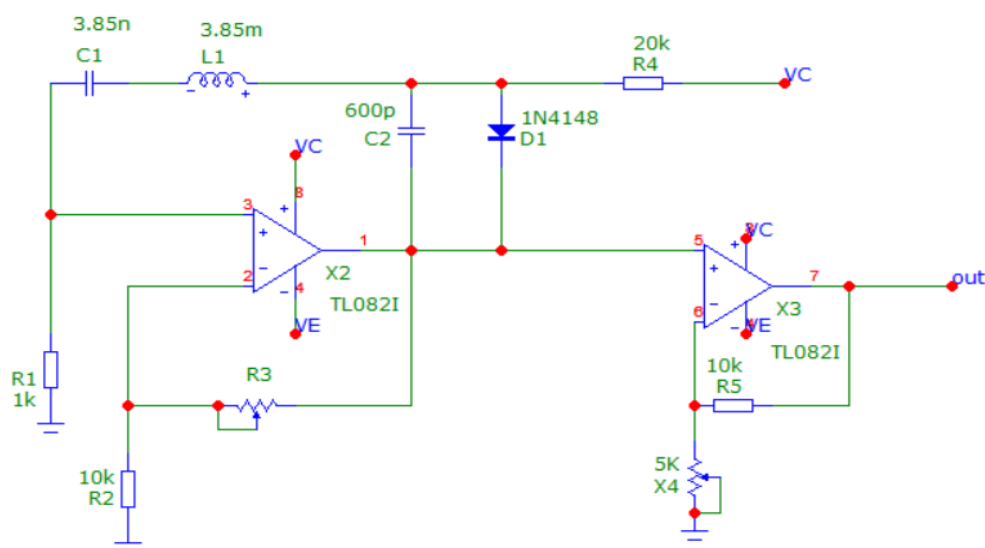 3.85n
C1
3.85m
L1
20k
R4
VC
600p
C2
1N4148
D1
VC
8
3
1
2
4
X2
TL082I
VE
5
7
6
VC
X3
TL082I
VE
out
R1
1k
R3
10k
R5
10k
R2
5K
X4